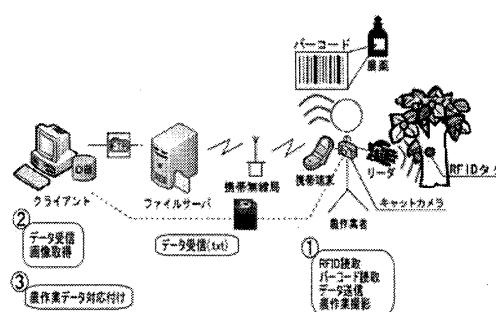 バーコード
農薬
RFIDタグ
リーダ
キャットカメラ
携帯端末
農作業者
携帯無線局
ファイルサーバ
クライアント
データ受信(.txt)
②
データ受信
画像取得
③
農作業データ対応付け
①
RFID読取
バーコード読取
データ送信
農作業撮影